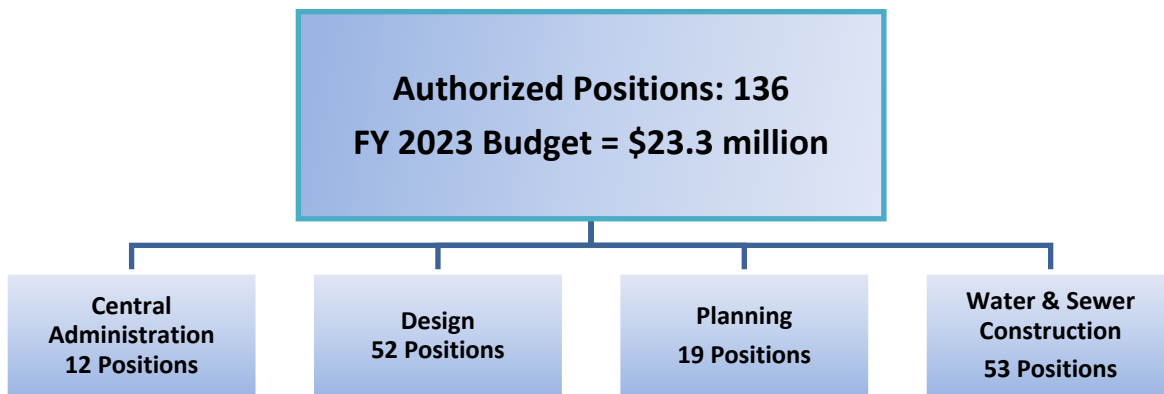 Authorized Positions: 136
FY 2023 Budget = $23.3 million
Central
Administration
12 Positions
Design
52 Positions
Planning
19 Positions
Water & Sewer
Construction
53 Positions